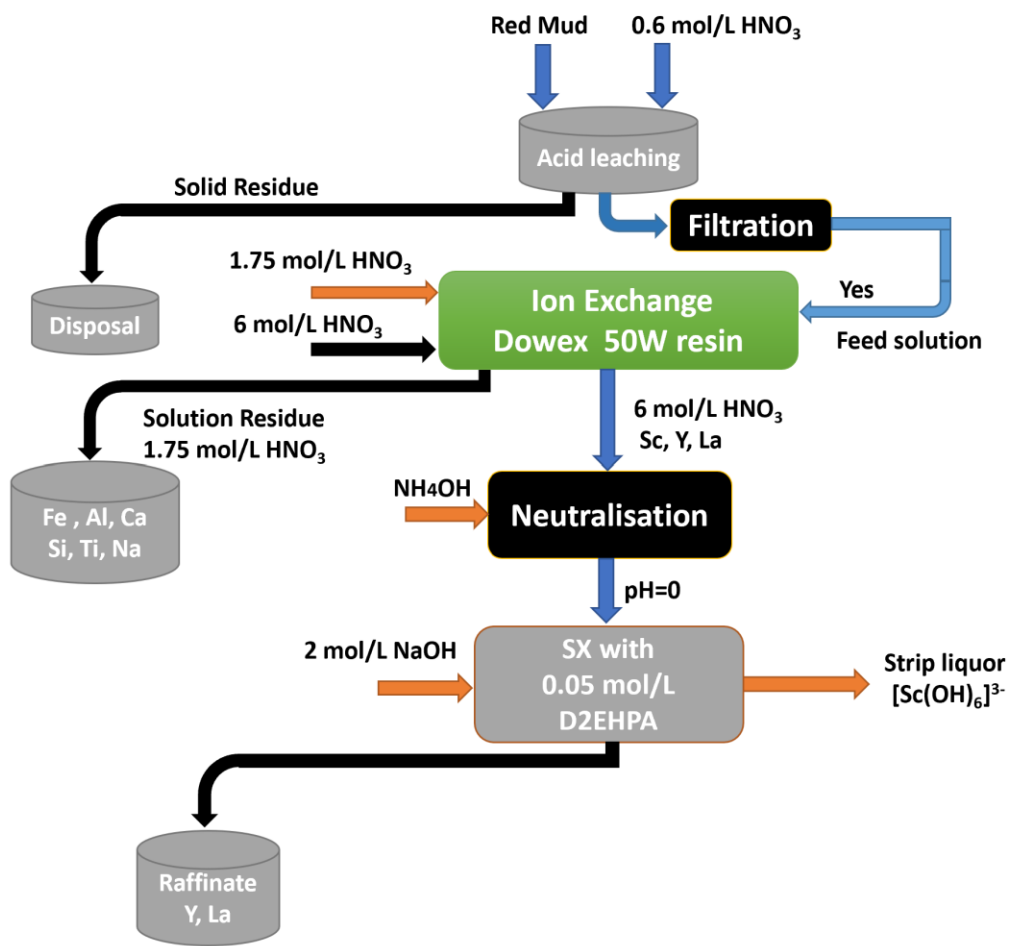 Red Mud
0.6 mol/L HNO₃
Acid leaching
Solid Residue
Filtration
1.75 mol/L HNO₃
Disposal
6 mol/L HNO₃
Ion Exchange
Dowex 50W resin
Yes
Feed solution
Solution Residue
1.75 mol/L HNO₃
6 mol/L HNO₃
Sc, Y, La
Fe , Al, Ca
Si, Ti, Na
NH₄OH
Neutralisation
pH=0
2 mol/L NaOH
SX with
0.05 mol/L
D2EHPA
Strip liquor
[Sc(OH)₆]³⁻
Raffinate
Y, La